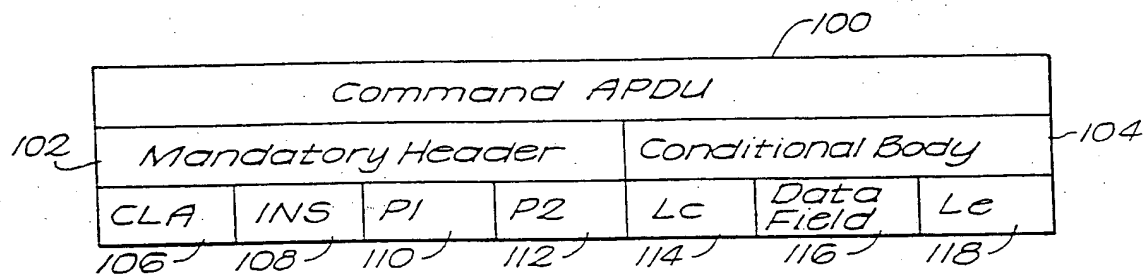 100
Command APDU
102 Mandatory Header Conditional Body 104
CLA INS P1 P2 Lc Data Field Le
106 108 110 112 114 116 118